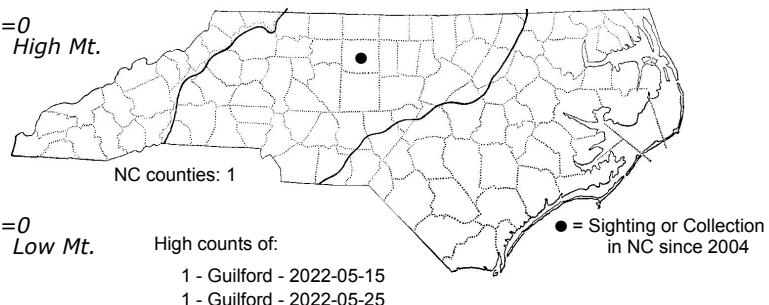 =0
High Mt.
NC counties: 1
=0
Low Mt.
High counts of:
1 - Guilford - 2022-05-15
1 - Guilford - 2022-05-25
● = Sighting or Collection
in NC since 2004